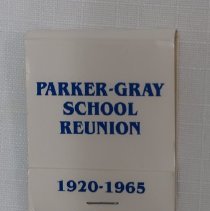 PARKER-GRAY
SCHOOL
REUNION
1920-1965